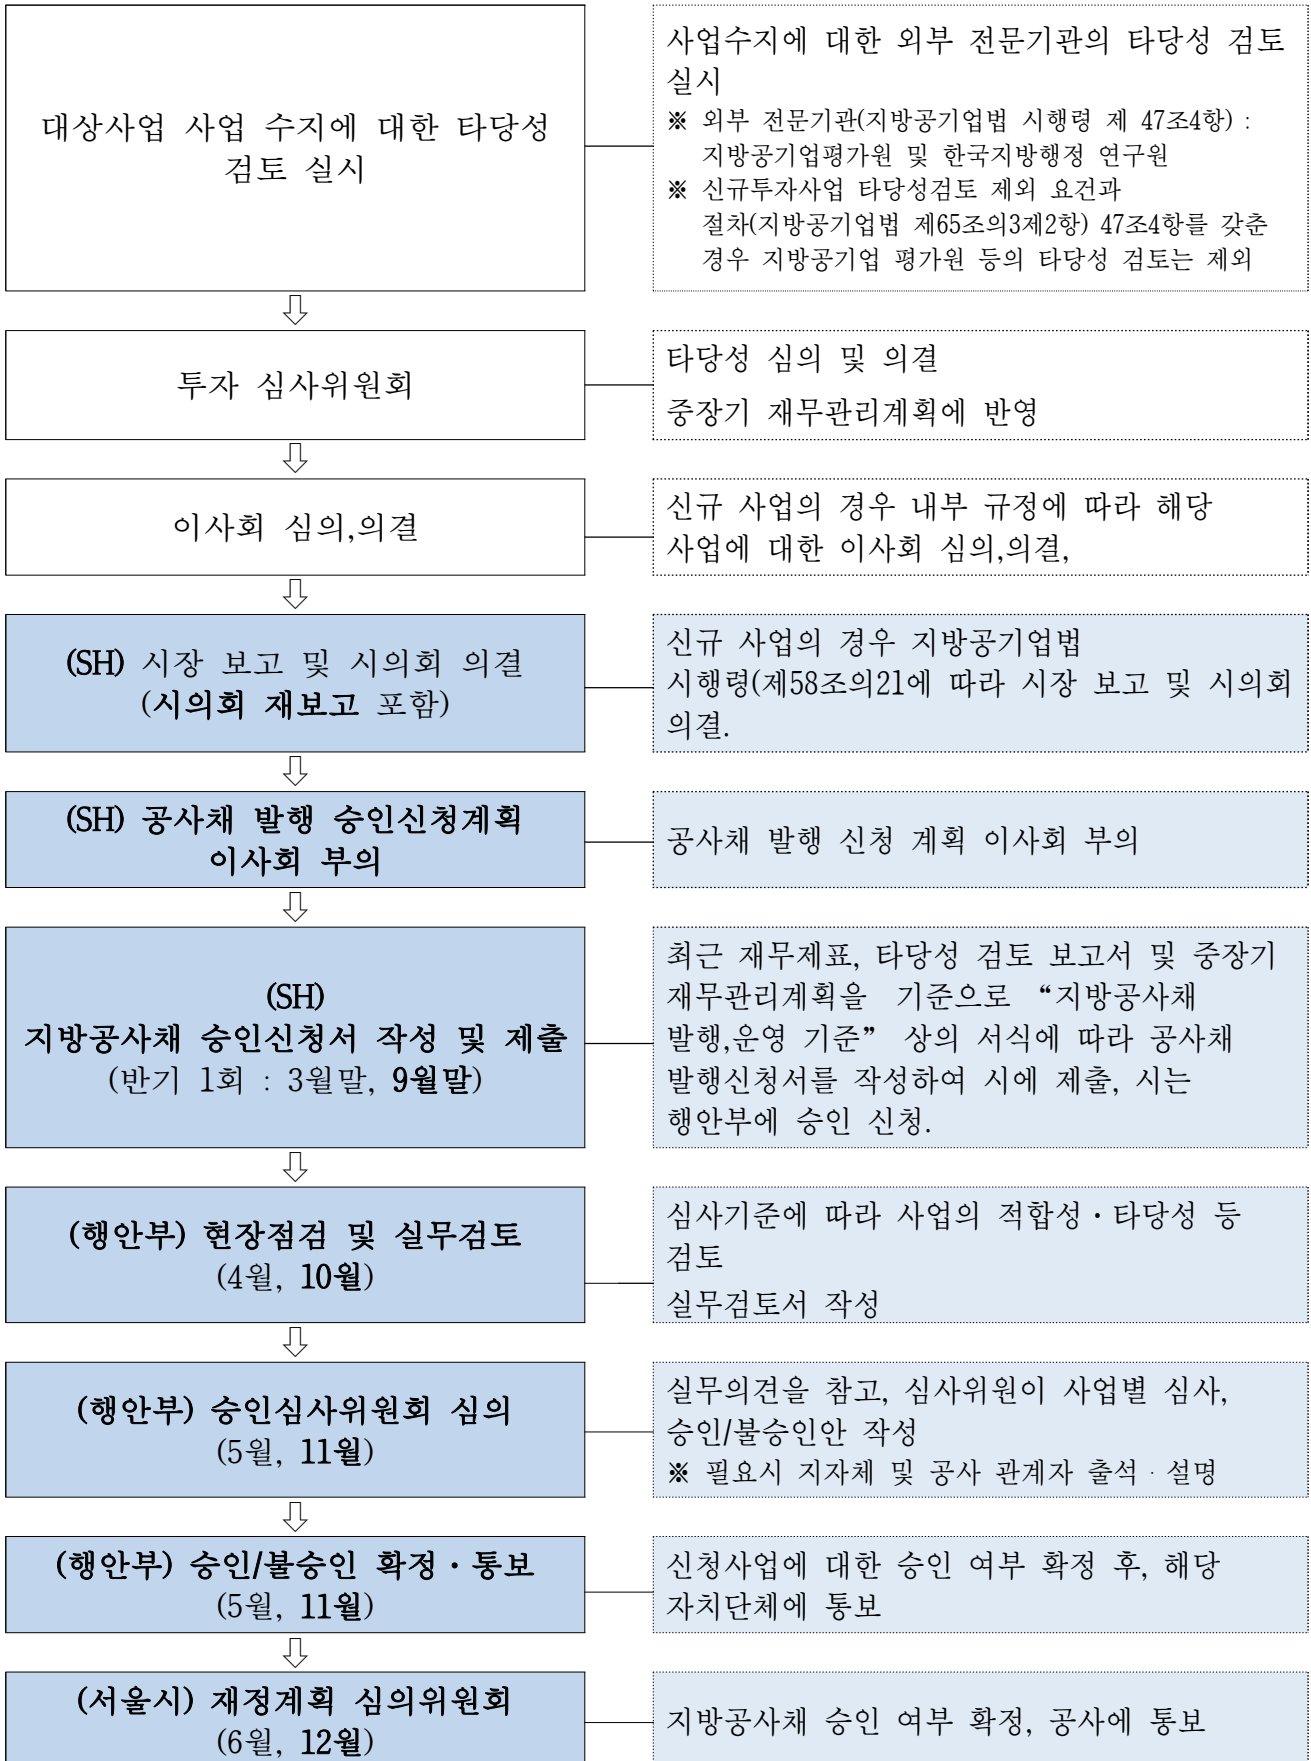 대상사업 사업 수지에 대한 타당성
검토 실시
사업수지에 대한 외부 전문기관의 타당성 검토
실시
※ 외부 전문기관(지방공기업법 시행령 제 47조4항) :
지방공기업평가원 및 한국지방행정 연구원
※ 신규투자사업 타당성검토 제외 요건과
절차(지방공기업법 제65조의3제2항) 47조4항를 갖춘
경우 지방공기업 평가원 등의 타당성 검토는 제외
투자 심사위원회
타당성 심의 및 의결
중장기 재무관리계획에 반영
이사회 심의,의결
신규 사업의 경우 내부 규정에 따라 해당
사업에 대한 이사회 심의,의결,
(SH) 시장 보고 및 시의회 의결
(시의회 재보고 포함)
신규 사업의 경우 지방공기업법
시행령(제58조의21에 따라 시장 보고 및 시의회
의결.
(SH) 공사채 발행 승인신청계획
이사회 부의
공사채 발행 신청 계획 이사회 부의
(SH)
지방공사채 승인신청서 작성 및 제출
(반기 1회 : 3월말, 9월말)
최근 재무제표, 타당성 검토 보고서 및 중장기
재무관리계획을 기준으로 “지방공사채
발행,운영 기준” 상의 서식에 따라 공사채
발행신청서를 작성하여 시에 제출, 시는
행안부에 승인 신청.
(행안부) 현장점검 및 실무검토
(4월, 10월)
심사기준에 따라 사업의 적합성·타당성 등
검토
실무검토서 작성
(행안부) 승인심사위원회 심의
(5월, 11월)
실무의견을 참고, 심사위원이 사업별 심사,
승인/불승인안 작성
※ 필요시 지자체 및 공사 관계자 출석·설명
(행안부) 승인/불승인 확정·통보
(5월, 11월)
신청사업에 대한 승인 여부 확정 후, 해당
자치단체에 통보
(서울시) 재정계획 심의위원회
(6월, 12월)
지방공사채 승인 여부 확정, 공사에 통보